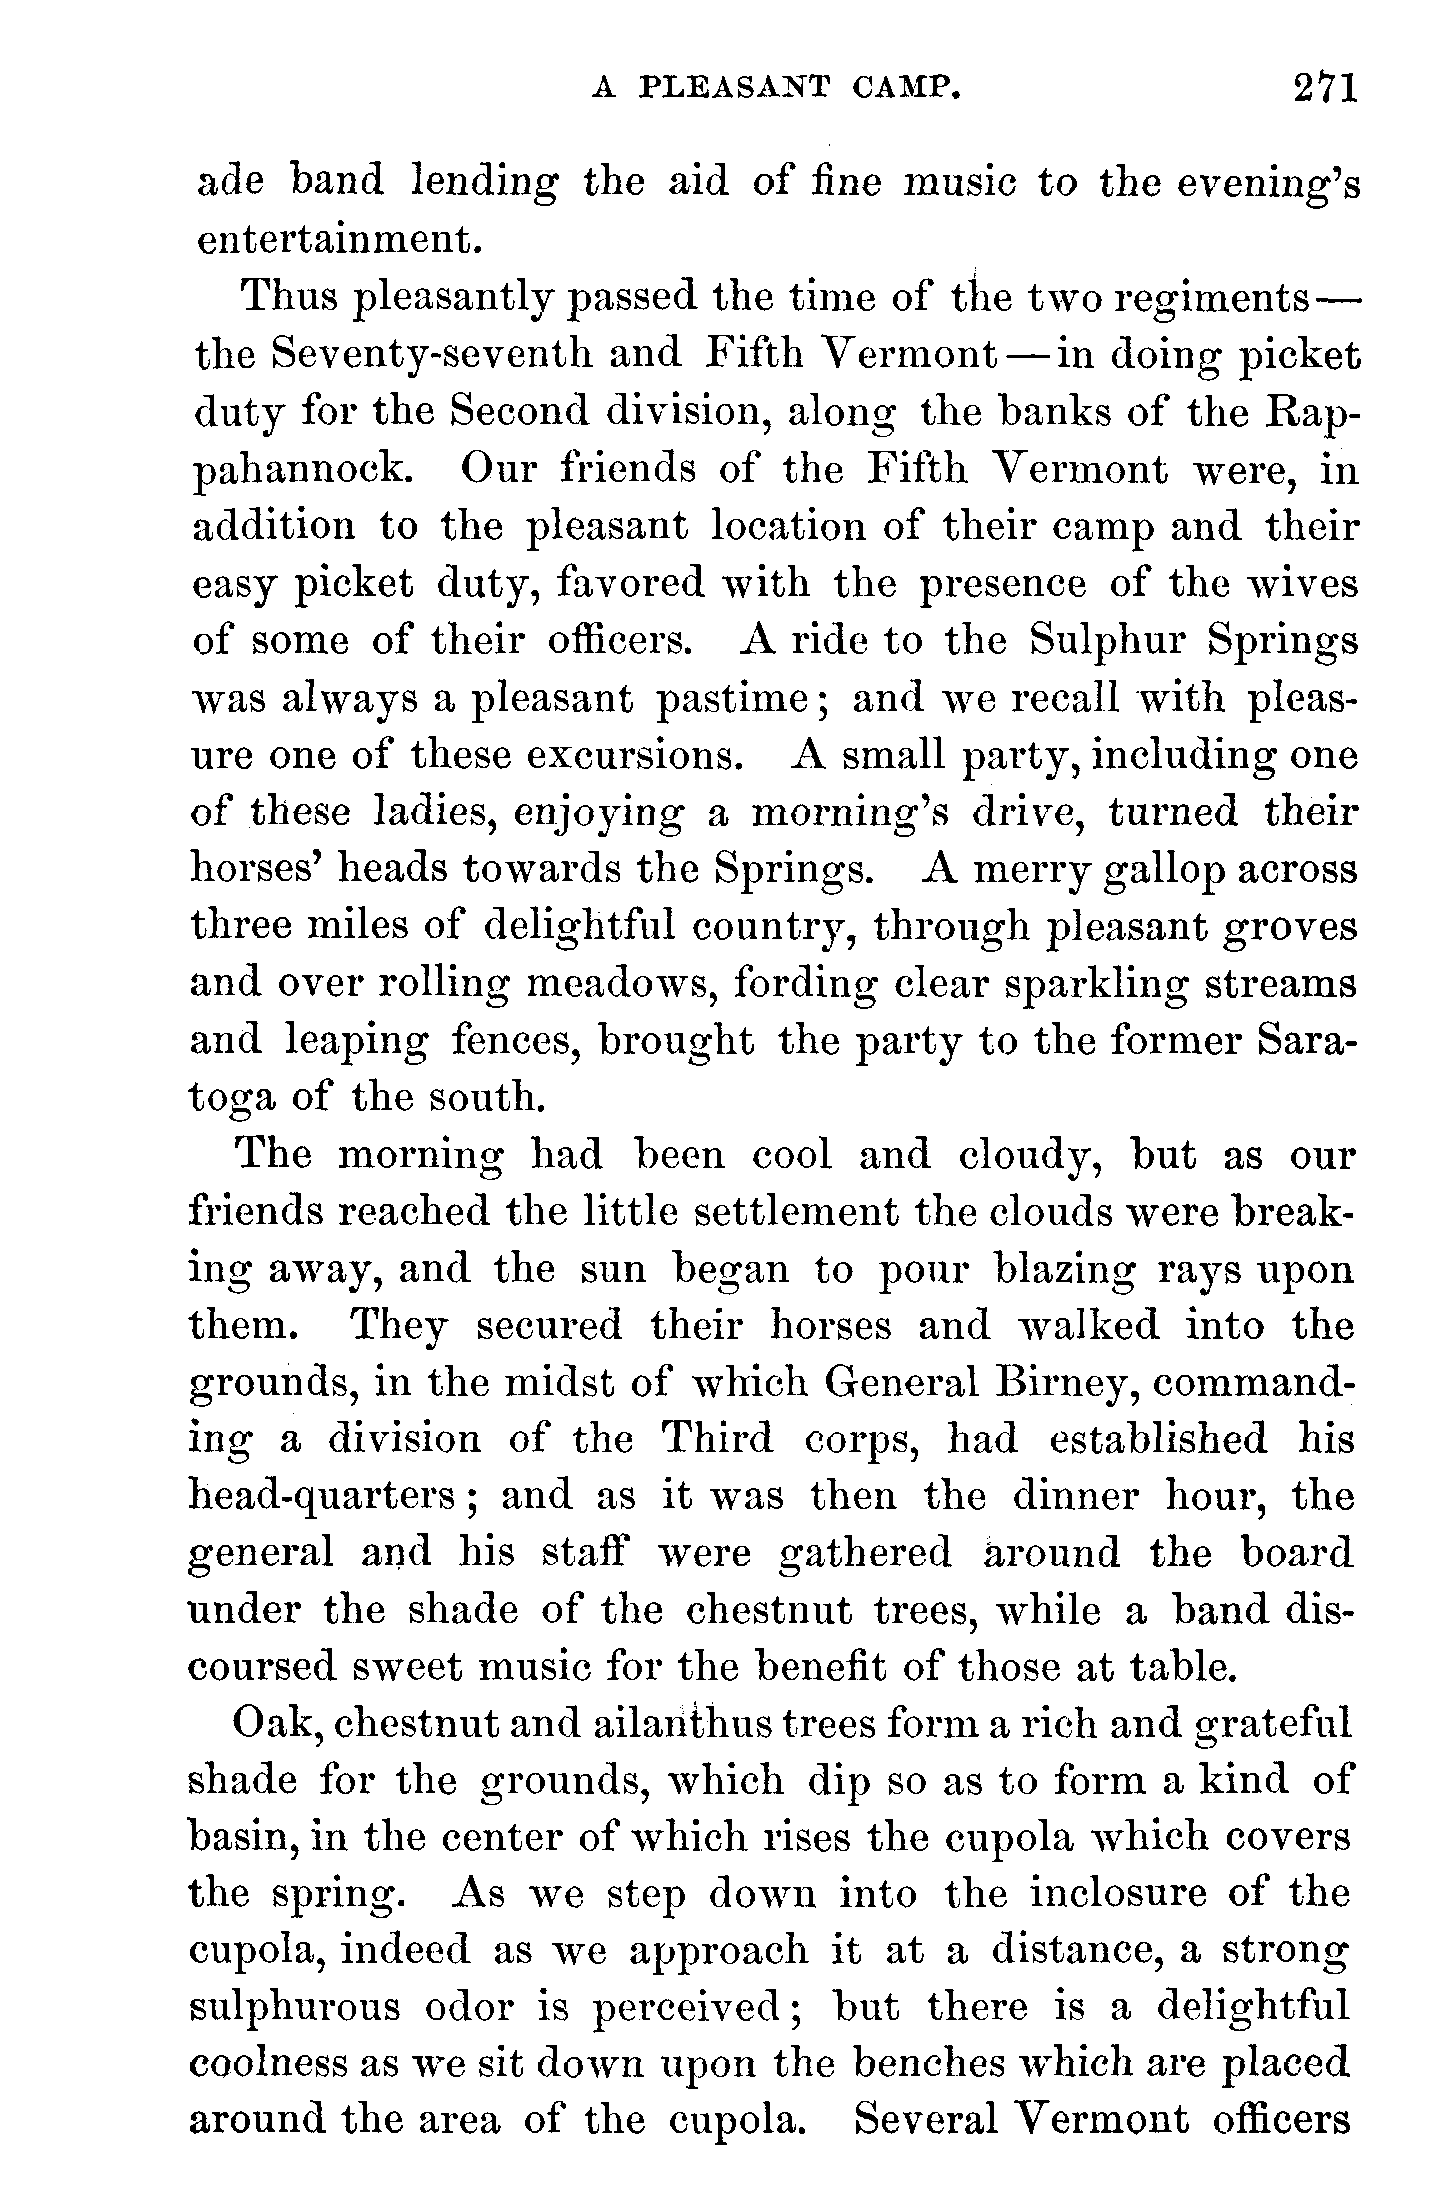 A PLEASANT CAMP. 271
ade band lending the aid of fine music to the evening's
entertainment.
Thus pleasantly passed the time of the two regiments—
the Seventy-seventh and Fifth Vermont—in doing picket
duty for the Second division, along the banks of the Rap-
pahannock. Our friends of the Fifth Vermont were, in
addition to the pleasant location of their camp and their
easy picket duty, favored with the presence of the wives
of some of their officers. A ride to the Sulphur Springs
was always a pleasant pastime; and we recall with pleas-
ure one of these excursions. A small party, including one
of these ladies, enjoying a morning's drive, turned their
horses' heads towards the Springs. A merry gallop across
three miles of delightful country, through pleasant groves
and over rolling meadows, fording clear sparkling streams
and leaping fences, brought the party to the former Sara-
toga of the south.
The morning had been cool and cloudy, but as our
friends reached the little settlement the clouds were break-
ing away, and the sun began to pour blazing rays upon
them. They secured their horses and walked into the
grounds, in the midst of which General Birney, command-
ing a division of the Third corps, had established his
head-quarters; and as it was then the dinner hour, the
general and his staff were gathered around the board
under the shade of the chestnut trees, while a band dis-
coursed sweet music for the benefit of those at table.
Oak, chestnut and ailanthus trees form a rich and grateful
shade for the grounds, which dip so as to form a kind of
basin, in the center of which rises the cupola which covers
the spring. As we step down into the inclosure of the
cupola, indeed as we approach it at a distance, a strong
sulphurous odor is perceived; but there is a delightful
coolness as we sit down upon the benches which are placed
around the area of the cupola. Several Vermont officers